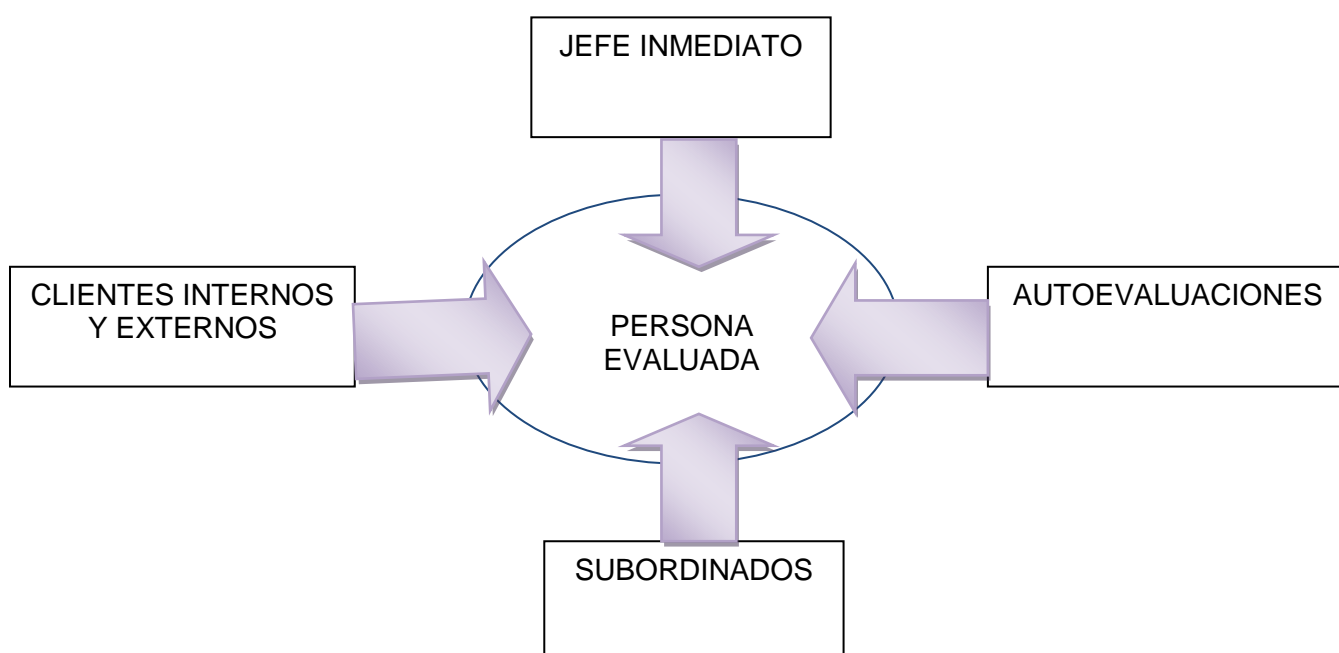 JEFE INMEDIATO
CLIENTES INTERNOS
Y EXTERNOS
PERSONA
EVALUADA
AUTOEVALUACIONES
SUBORDINADOS